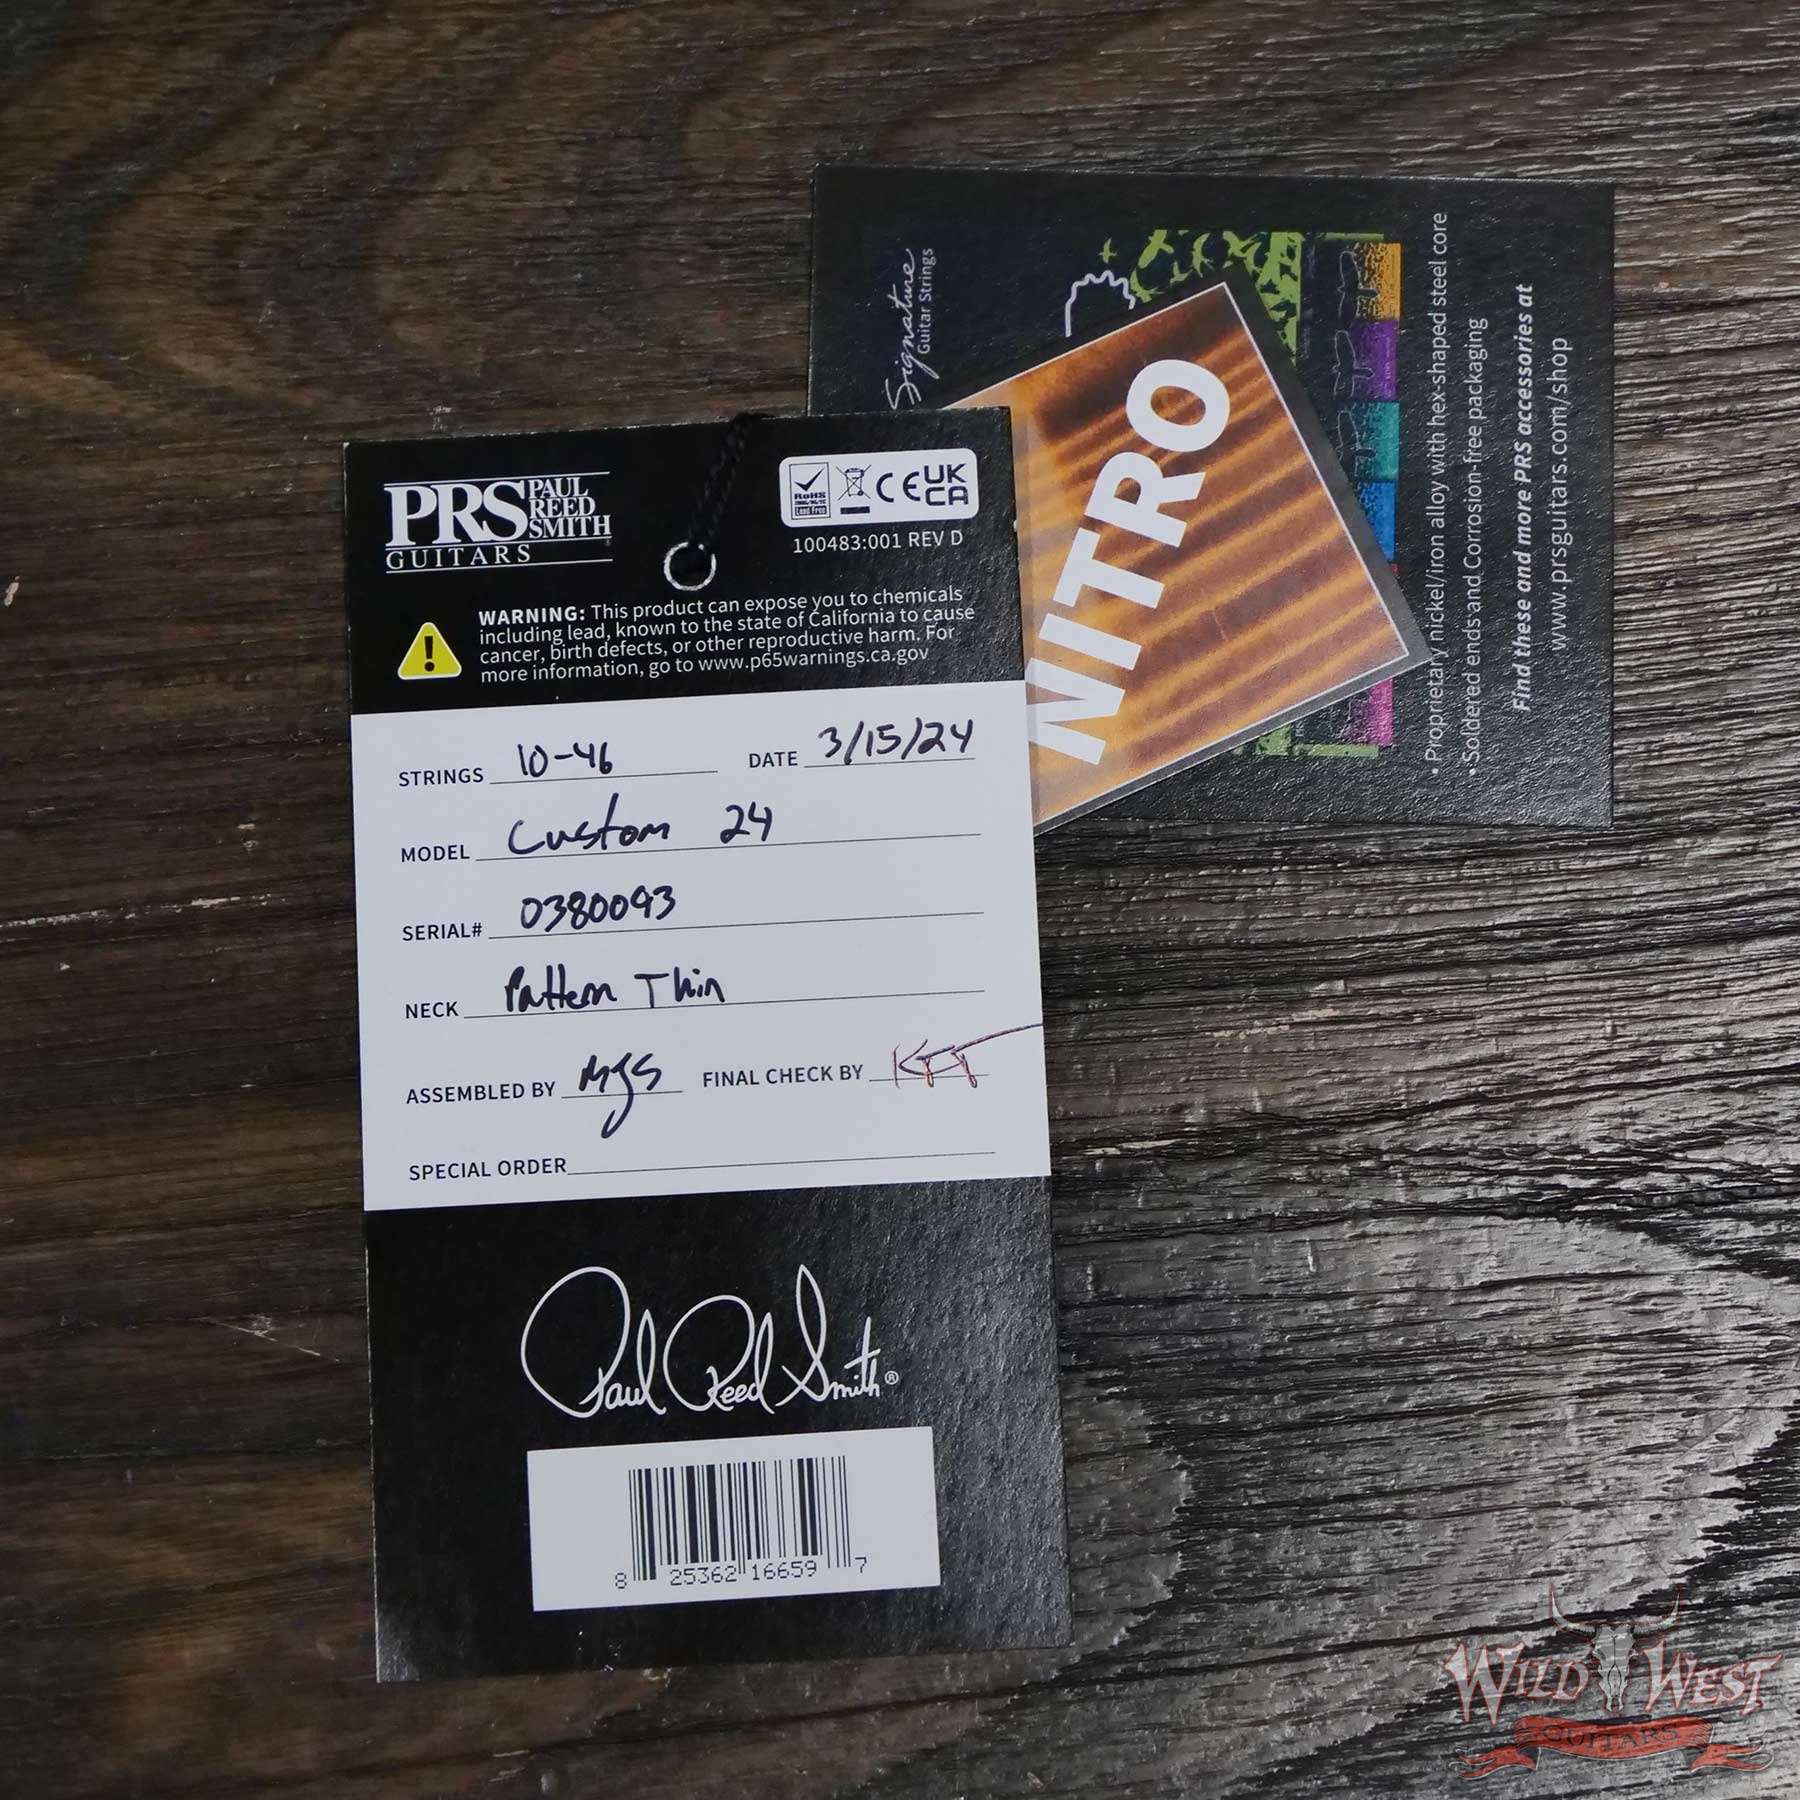 PRS PAUL
REED
SMITH
GUITARS
RoHS
Lead Free
CE UK
CA
100483:001 REV D
WARNING: This product can expose you to chemicals
including lead, known to the state of California to cause
cancer, birth defects, or other reproductive harm. For
more information, go to www.p65warnings.ca.gov
STRINGS 10-46 DATE 3/15/24
MODEL Custom 24
SERIAL# 0380093
NECK Pattern Thin
ASSEMBLED BY MJS FINAL CHECK BY
SPECIAL ORDER
Paul Reed Smith®
8 25362 16659 7
NITRO
Signature
Guitar Strings
• Proprietary nickel/iron alloy with hex-shaped steel core
• Soldered ends and Corrosion-free packaging
Find these and more PRS accessories at
www.prsguitars.com/shop
WILD WEST
GUITARS